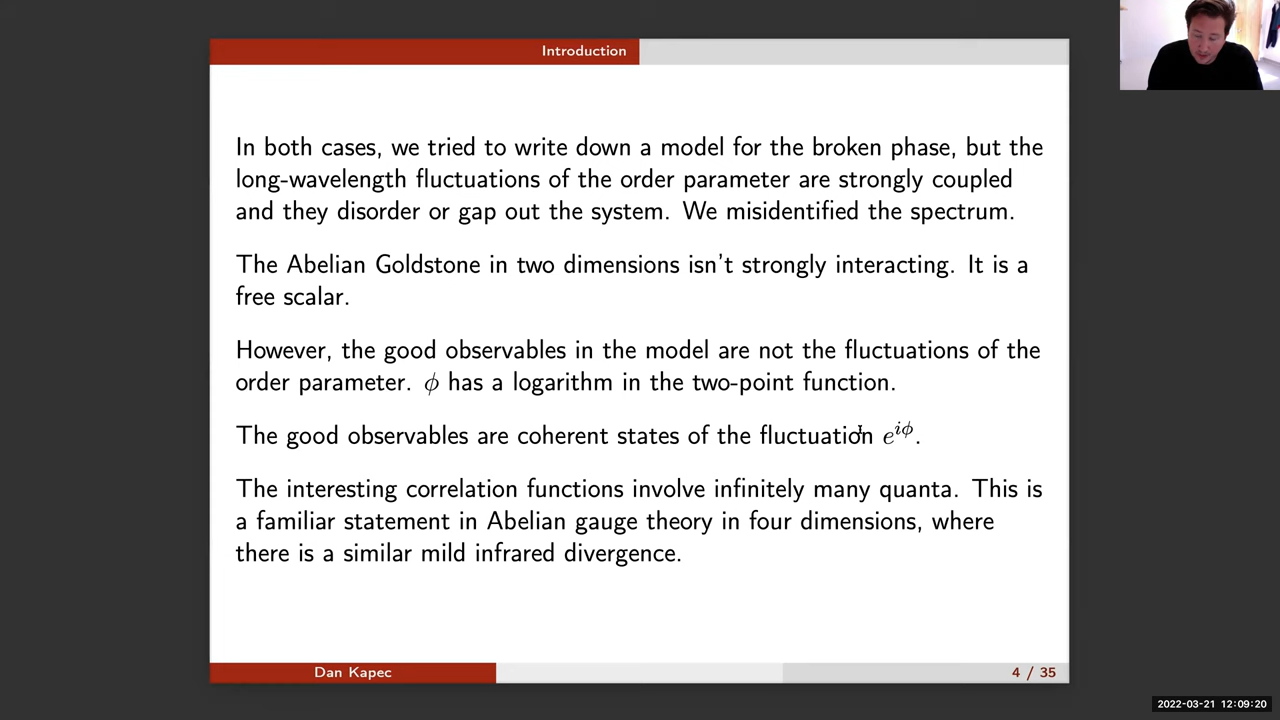 Introduction
In both cases, we tried to write down a model for the broken phase, but the
long-wavelength fluctuations of the order parameter are strongly coupled
and they disorder or gap out the system. We misidentified the spectrum.
The Abelian Goldstone in two dimensions isn't strongly interacting. It is a
free scalar.
However, the good observables in the model are not the fluctuations of the
order parameter. ϕ has a logarithm in the two-point function.
The good observables are coherent states of the fluctuation e^{iϕ}.
The interesting correlation functions involve infinitely many quanta. This is
a familiar statement in Abelian gauge theory in four dimensions, where
there is a similar mild infrared divergence.
Dan Kapec
4 / 35
2022-03-21 12:09:20